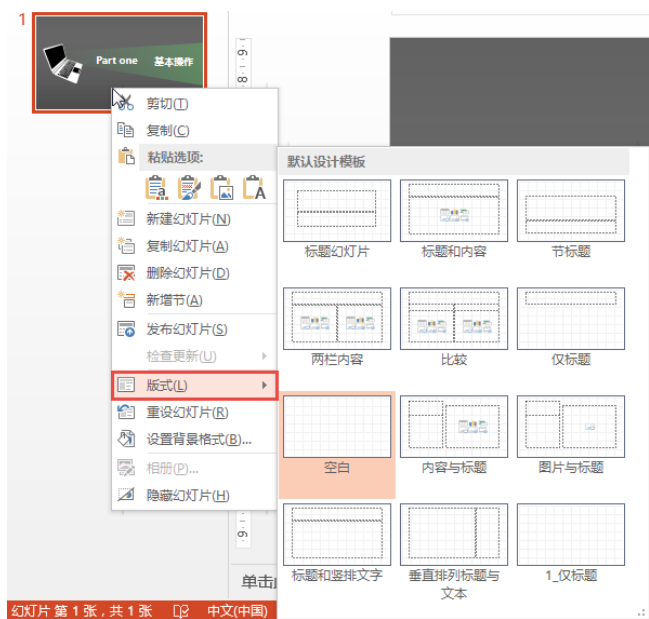 1
Part one 基本操作
6
8
剪切(T)
复制(C)
粘贴选项:
A
新建幻灯片(N)
复制幻灯片(A)
删除幻灯片(D)
新增节(A)
发布幻灯片(S)
检查更新(U)
版式(L)
重设幻灯片(R)
设置背景格式(B)...
相册(P)...
隐藏幻灯片(H)
默认设计模板
标题幻灯片
标题和内容
节标题
两栏内容
比较
仅标题
空白
内容与标题
图片与标题
标题和竖排文字
垂直排列标题与
文本
1_仅标题
9
单击
幻灯片 第 1 张，共 1 张 中文(中国)